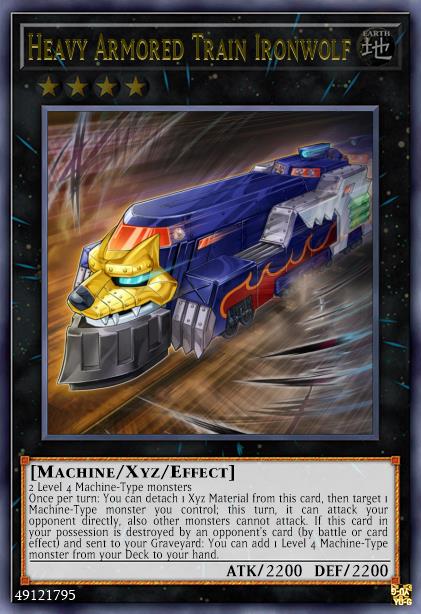 HEAVY ARMORED TRAIN IRONWOLF
EARTH
地
[MACHINE/XYZ/EFFECT]
2 Level 4 Machine-Type monsters
Once per turn: You can detach 1 Xyz Material from this card, then target 1
Machine-Type monster you control; this turn, it can attack your
opponent directly, also other monsters cannot attack. If this card in
your possession is destroyed by an opponent's card (by battle or card
effect) and sent to your Graveyard: You can add 1 Level 4 Machine-Type
monster from your Deck to your hand.
ATK/2200 DEF/2200
49121795